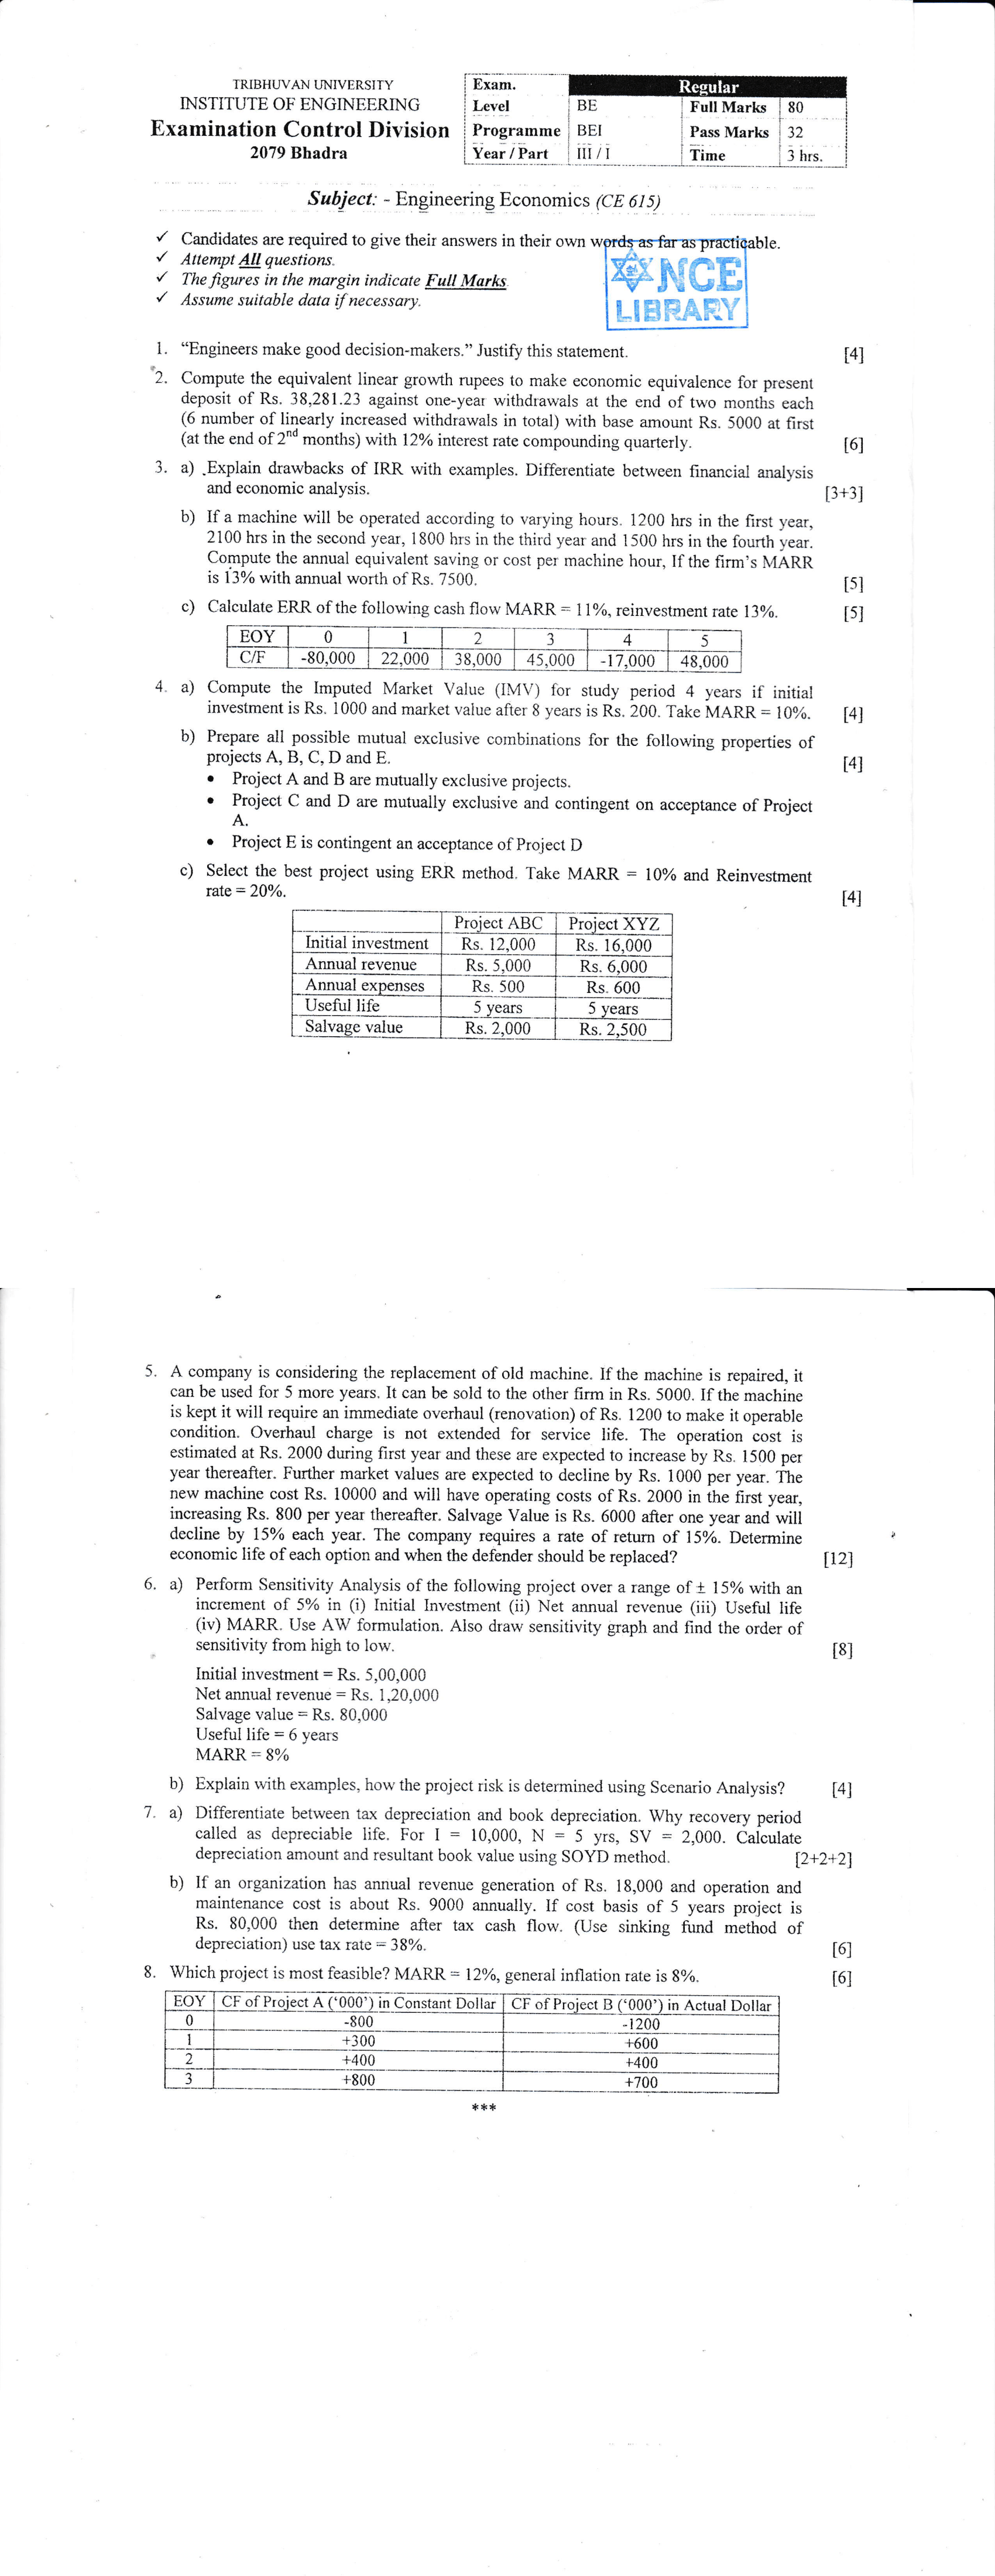 TRIBHUVAN UNIVERSITY
INSTITUTE OF ENGINEERING
Examination Control Division
2079 Bhadra
Exam. Regular
Level BE Full Marks 80
Programme BEI Pass Marks 32
Year / Part III / I Time 3 hrs.
Subject: - Engineering Economics (CE 615)
✓ Candidates are required to give their answers in their own words as far as practicable.
✓ Attempt All questions.
✓ The figures in the margin indicate Full Marks.
✓ Assume suitable data if necessary.
NCE
LIBRARY
1. “Engineers make good decision-makers.” Justify this statement. [4]
2. Compute the equivalent linear growth rupees to make economic equivalence for present
deposit of Rs. 38,281.23 against one-year withdrawals at the end of two months each
(6 number of linearly increased withdrawals in total) with base amount Rs. 5000 at first
(at the end of 2nd months) with 12% interest rate compounding quarterly. [6]
3. a) Explain drawbacks of IRR with examples. Differentiate between financial analysis
and economic analysis. [3+3]
b) If a machine will be operated according to varying hours. 1200 hrs in the first year,
2100 hrs in the second year, 1800 hrs in the third year and 1500 hrs in the fourth year.
Compute the annual equivalent saving or cost per machine hour, If the firm's MARR
is 13% with annual worth of Rs. 7500. [5]
c) Calculate ERR of the following cash flow MARR = 11%, reinvestment rate 13%. [5]
EOY 0 1 2 3 4 5
C/F -80,000 22,000 38,000 45,000 -17,000 48,000
4. a) Compute the Imputed Market Value (IMV) for study period 4 years if initial
investment is Rs. 1000 and market value after 8 years is Rs. 200. Take MARR = 10%. [4]
b) Prepare all possible mutual exclusive combinations for the following properties of
projects A, B, C, D and E. [4]
• Project A and B are mutually exclusive projects.
• Project C and D are mutually exclusive and contingent on acceptance of Project
A.
• Project E is contingent an acceptance of Project D
c) Select the best project using ERR method. Take MARR = 10% and Reinvestment
rate = 20%. [4]
Project ABC Project XYZ
Initial investment Rs. 12,000 Rs. 16,000
Annual revenue Rs. 5,000 Rs. 6,000
Annual expenses Rs. 500 Rs. 600
Useful life 5 years 5 years
Salvage value Rs. 2,000 Rs. 2,500
5. A company is considering the replacement of old machine. If the machine is repaired, it
can be used for 5 more years. It can be sold to the other firm in Rs. 5000. If the machine
is kept it will require an immediate overhaul (renovation) of Rs. 1200 to make it operable
condition. Overhaul charge is not extended for service life. The operation cost is
estimated at Rs. 2000 during first year and these are expected to increase by Rs. 1500 per
year thereafter. Further market values are expected to decline by Rs. 1000 per year. The
new machine cost Rs. 10000 and will have operating costs of Rs. 2000 in the first year,
increasing Rs. 800 per year thereafter. Salvage Value is Rs. 6000 after one year and will
decline by 15% each year. The company requires a rate of return of 15%. Determine
economic life of each option and when the defender should be replaced? [12]
6. a) Perform Sensitivity Analysis of the following project over a range of ± 15% with an
increment of 5% in (i) Initial Investment (ii) Net annual revenue (iii) Useful life
(iv) MARR. Use AW formulation. Also draw sensitivity graph and find the order of
sensitivity from high to low. [8]
Initial investment = Rs. 5,00,000
Net annual revenue = Rs. 1,20,000
Salvage value = Rs. 80,000
Useful life = 6 years
MARR = 8%
b) Explain with examples, how the project risk is determined using Scenario Analysis? [4]
7. a) Differentiate between tax depreciation and book depreciation. Why recovery period
called as depreciable life. For I = 10,000, N = 5 yrs, SV = 2,000. Calculate
depreciation amount and resultant book value using SOYD method. [2+2+2]
b) If an organization has annual revenue generation of Rs. 18,000 and operation and
maintenance cost is about Rs. 9000 annually. If cost basis of 5 years project is
Rs. 80,000 then determine after tax cash flow. (Use sinking fund method of
depreciation) use tax rate = 38%. [6]
8. Which project is most feasible? MARR = 12%, general inflation rate is 8%. [6]
EOY CF of Project A (‘000’) in Constant Dollar CF of Project B (‘000’) in Actual Dollar
0 -800 -1200
1 +300 +600
2 +400 +400
3 +800 +700
***